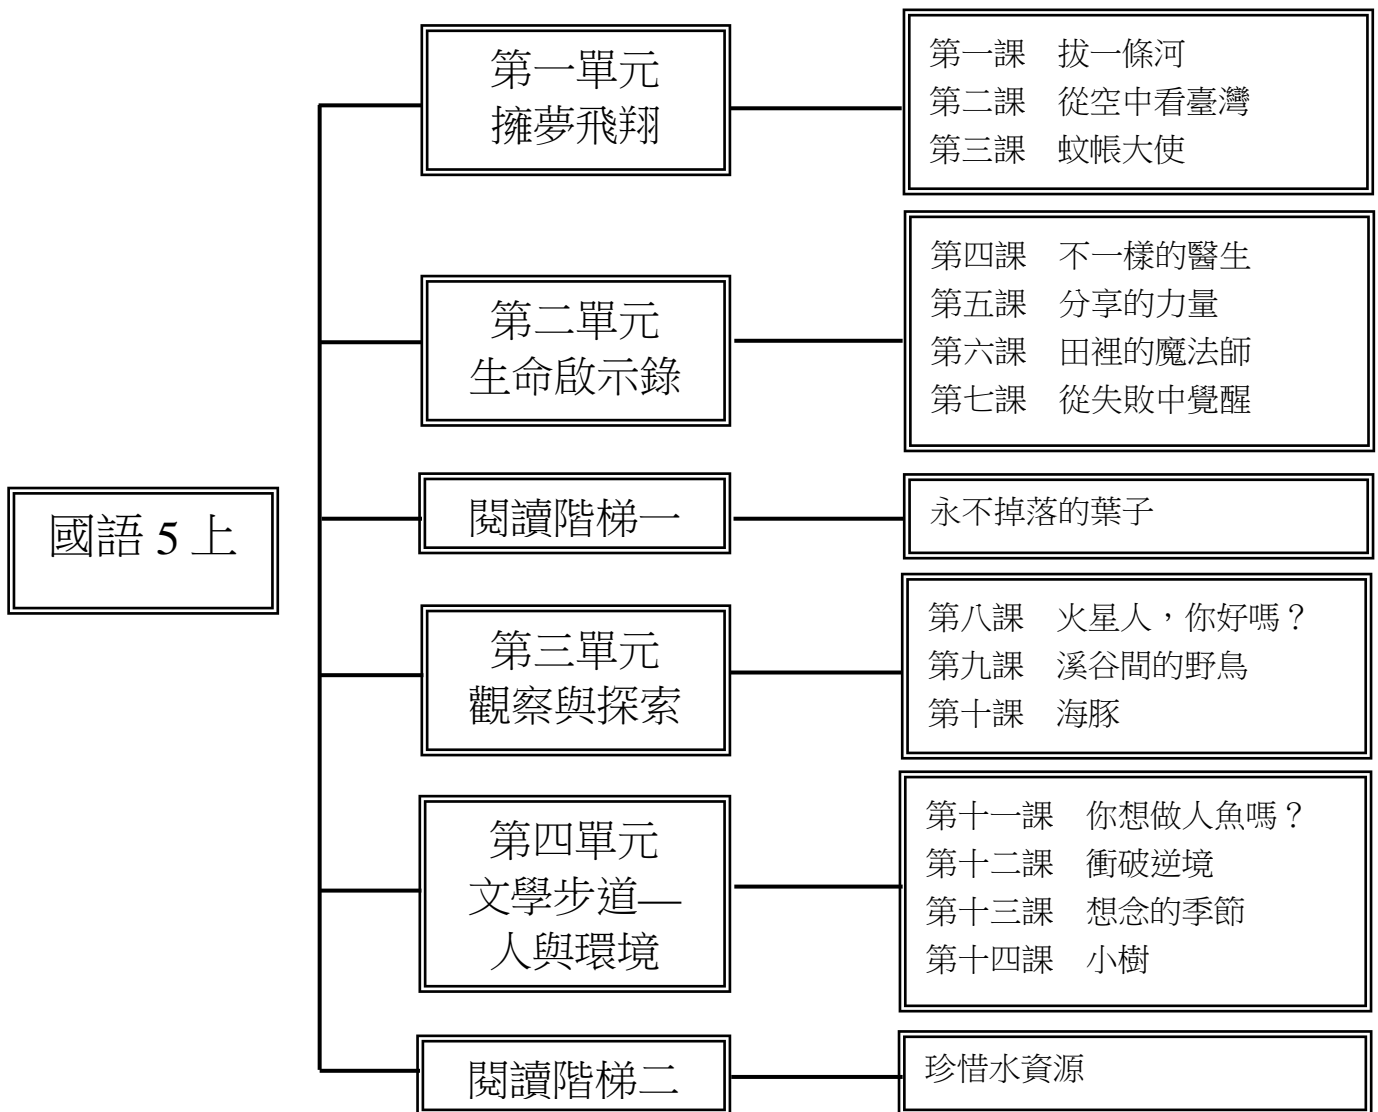 國語 5 上
第一單元
擁夢飛翔
第一課　拔一條河
第二課　從空中看臺灣
第三課　蚊帳大使
第二單元
生命啟示錄
第四課　不一樣的醫生
第五課　分享的力量
第六課　田裡的魔法師
第七課　從失敗中覺醒
閱讀階梯一
永不掉落的葉子
第三單元
觀察與探索
第八課　火星人，你好嗎？
第九課　溪谷間的野鳥
第十課　海豚
第四單元
文學步道—
人與環境
第十一課　你想做人魚嗎？
第十二課　衝破逆境
第十三課　想念的季節
第十四課　小樹
閱讀階梯二
珍惜水資源